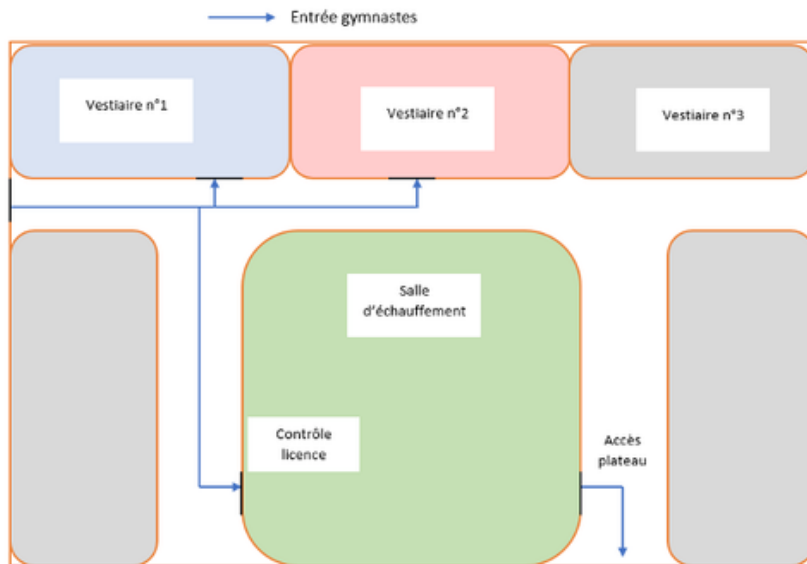 Entrée gymnastes
Vestiaire n°1
Vestiaire n°2
Vestiaire n°3
Salle
d'échauffement
Contrôle
licence
Accès
plateau